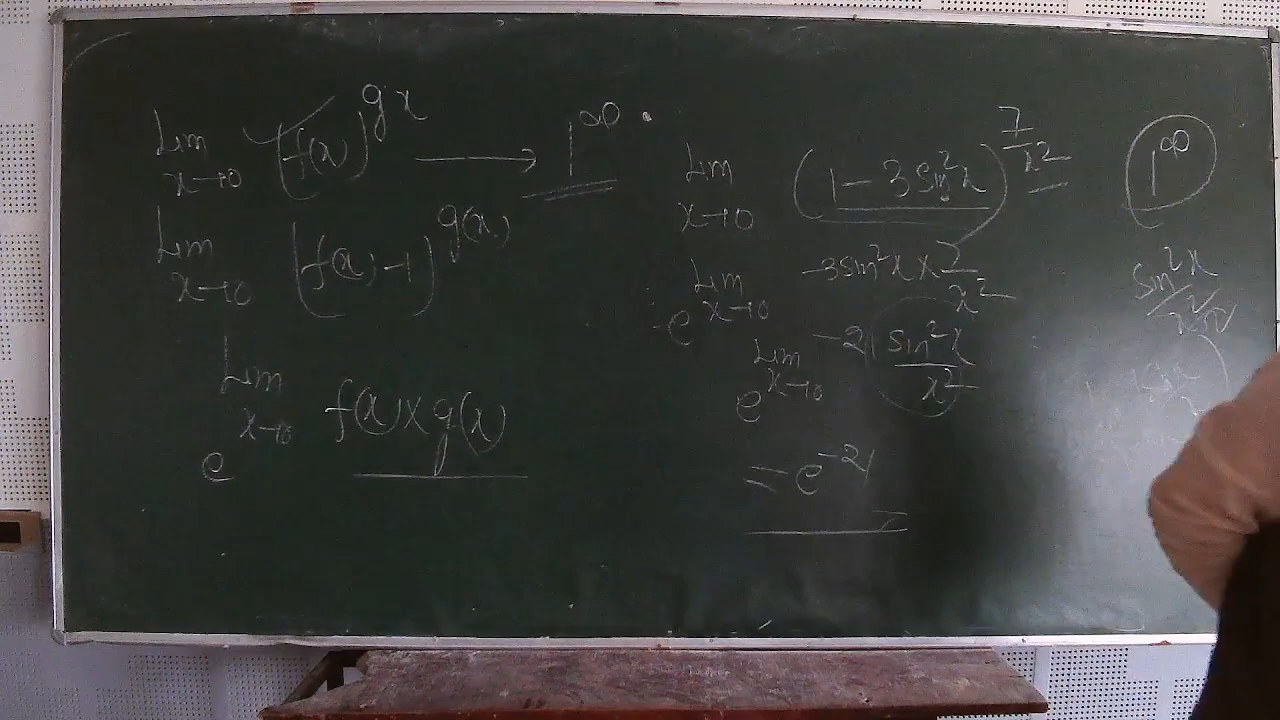 Lim x→0 (f(x))^gx → 1^∞
Lim x→0 (f(x)-1)^g(x)
e^Lim x→0 f(x) x g(x)
Lim x→0 (1-3sin²x)^7/x²
e^Lim x→0 -3sin²x x 7/x²
e^Lim x→0 -21 sin²x/x²
= e^-21
1^∞